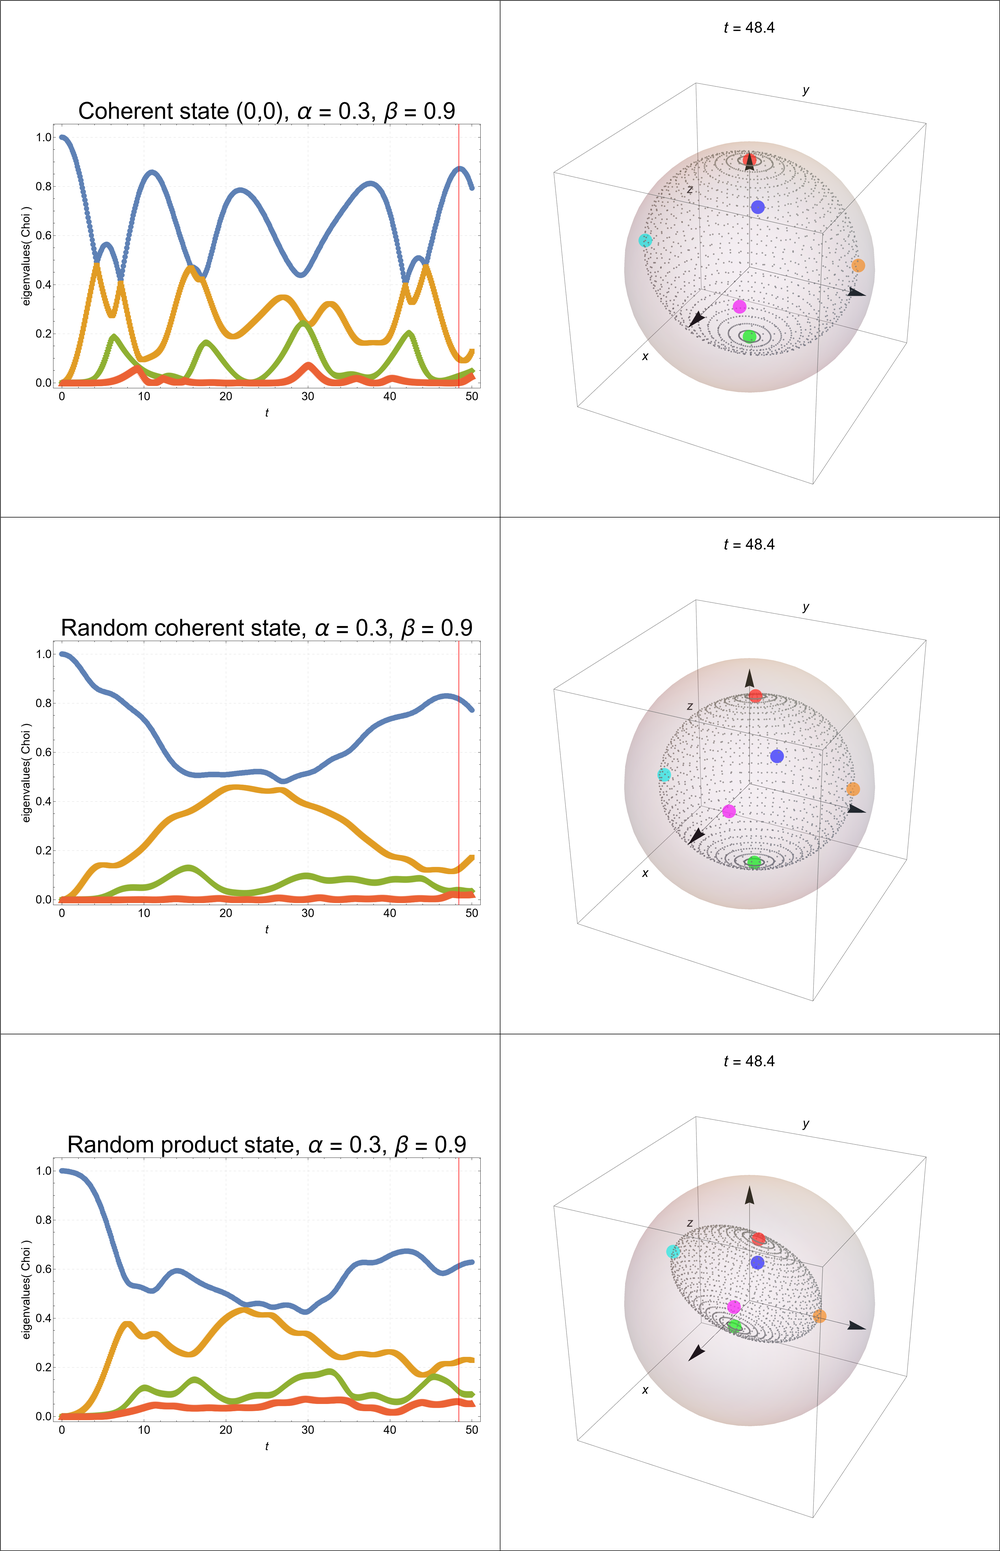 t = 48.4
Coherent state (0,0), α = 0.3, β = 0.9
eigenvalues( Choi )
1.0
0.8
0.6
0.4
0.2
0.0
0
10
20
30
40
50
t
y
z
x
t = 48.4
Random coherent state, α = 0.3, β = 0.9
eigenvalues( Choi )
1.0
0.8
0.6
0.4
0.2
0.0
0
10
20
30
40
50
t
y
z
x
t = 48.4
Random product state, α = 0.3, β = 0.9
eigenvalues( Choi )
1.0
0.8
0.6
0.4
0.2
0.0
0
10
20
30
40
50
t
y
z
x